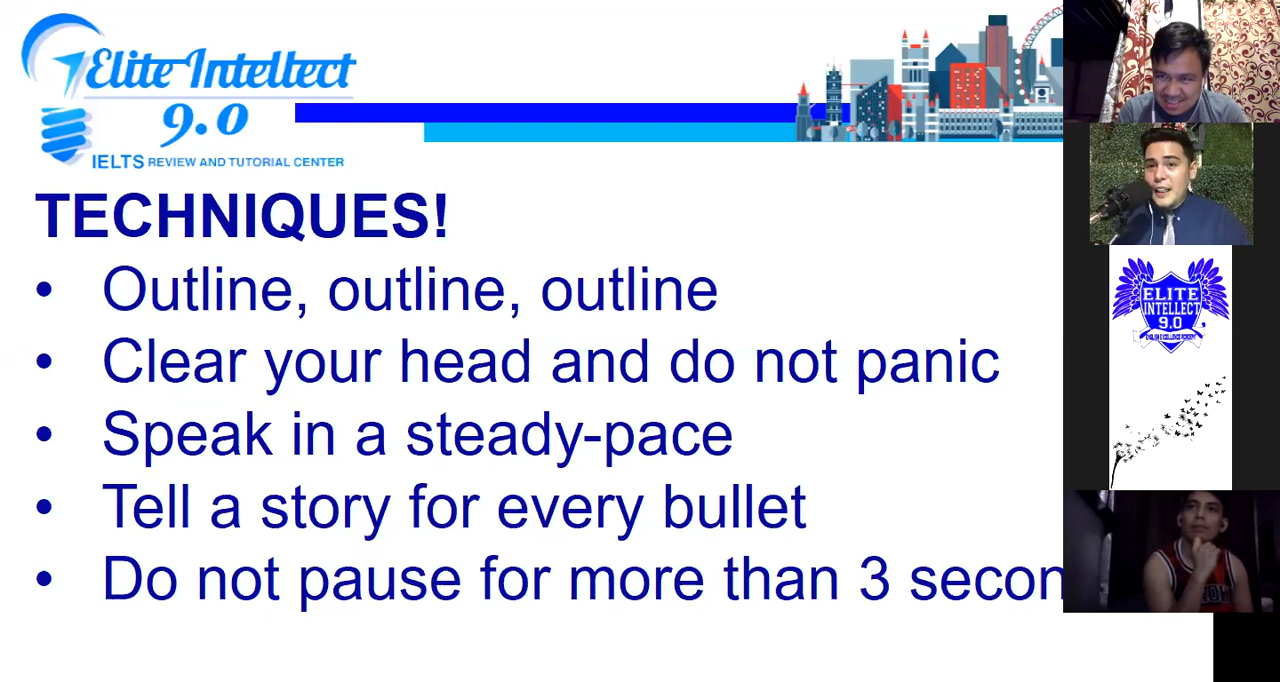 Elite Intellect
9.0
IELTS REVIEW AND TUTORIAL CENTER
TECHNIQUES!
• Outline, outline, outline
• Clear your head and do not panic
• Speak in a steady-pace
• Tell a story for every bullet
• Do not pause for more than 3 secon
ELITE
INTELLECT
9.0